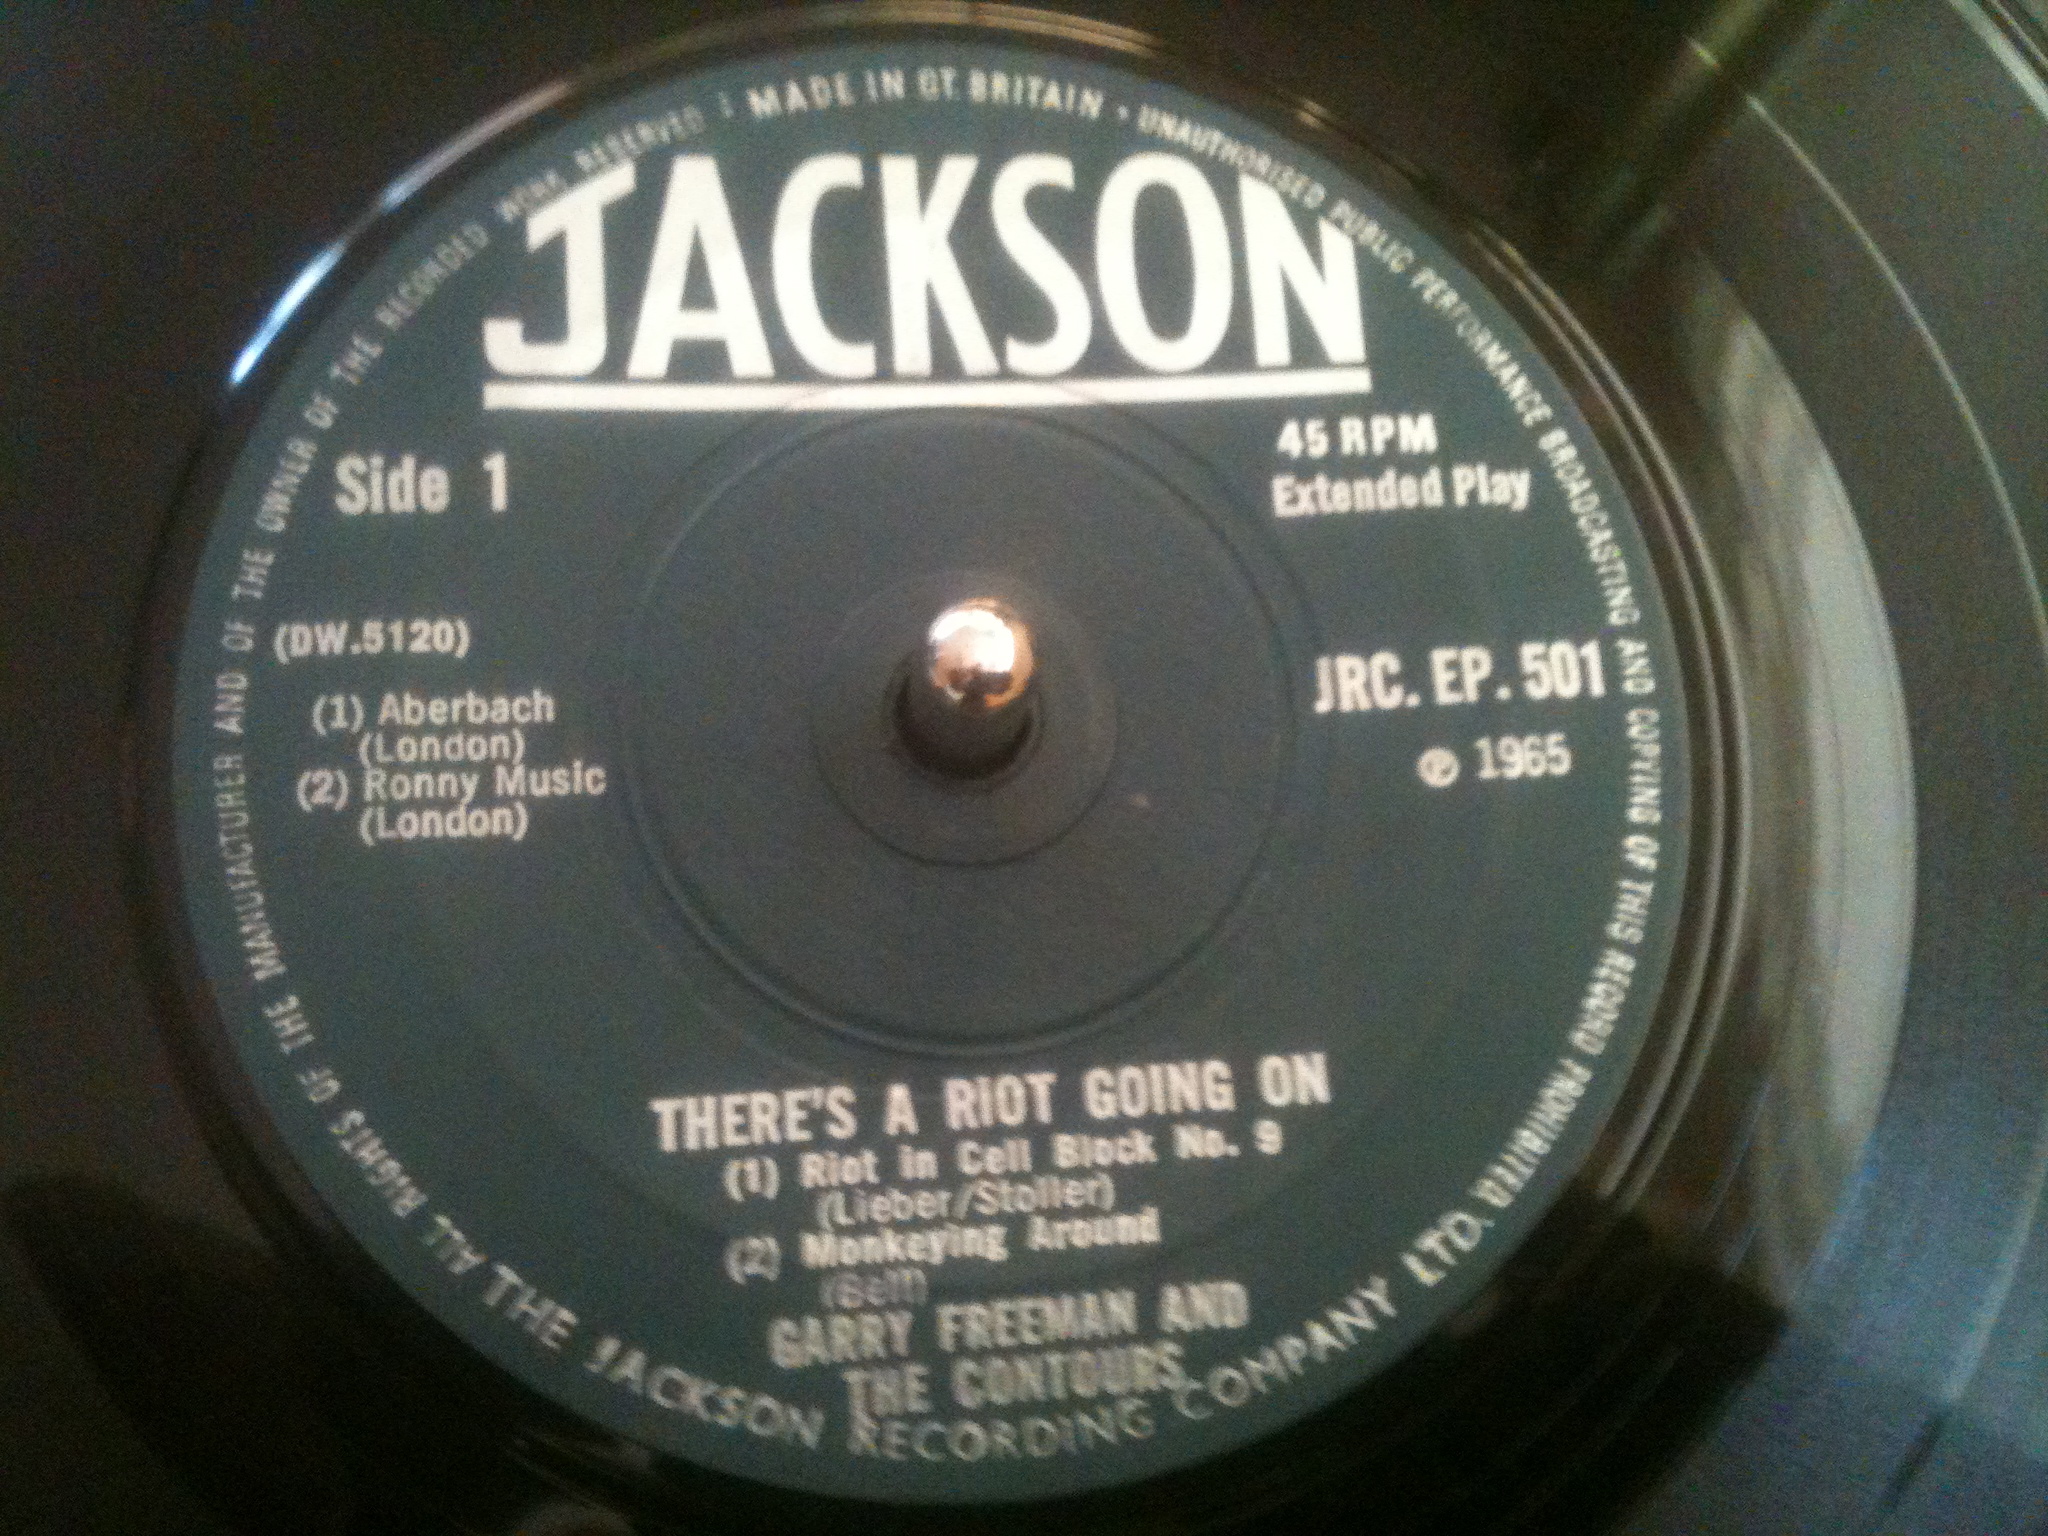 MADE IN GT. BRITAIN • UNAUTHORISED PUBLIC PERFORMANCE BROADCASTING AND COPYING OF THIS RECORD PROHIBITED
JACKSON
Side 1
45 RPM
Extended Play
(DW.5120)
(1) Aberbach
(London)
(2) Ronny Music
(London)
JRC. EP. 501
℗ 1965
THERE'S A RIOT GOING ON
(1) Riot in Cell Block No. 9
(Lieber/Stoller)
(2) Monkeying Around
GARRY FREEMAN AND
THE CONTOURS
THE JACKSON RECORDING COMPANY LTD.
ALL RIGHTS OF THE MANUFACTURER AND OF THE OWNER OF THE RECORDED WORK RESERVED